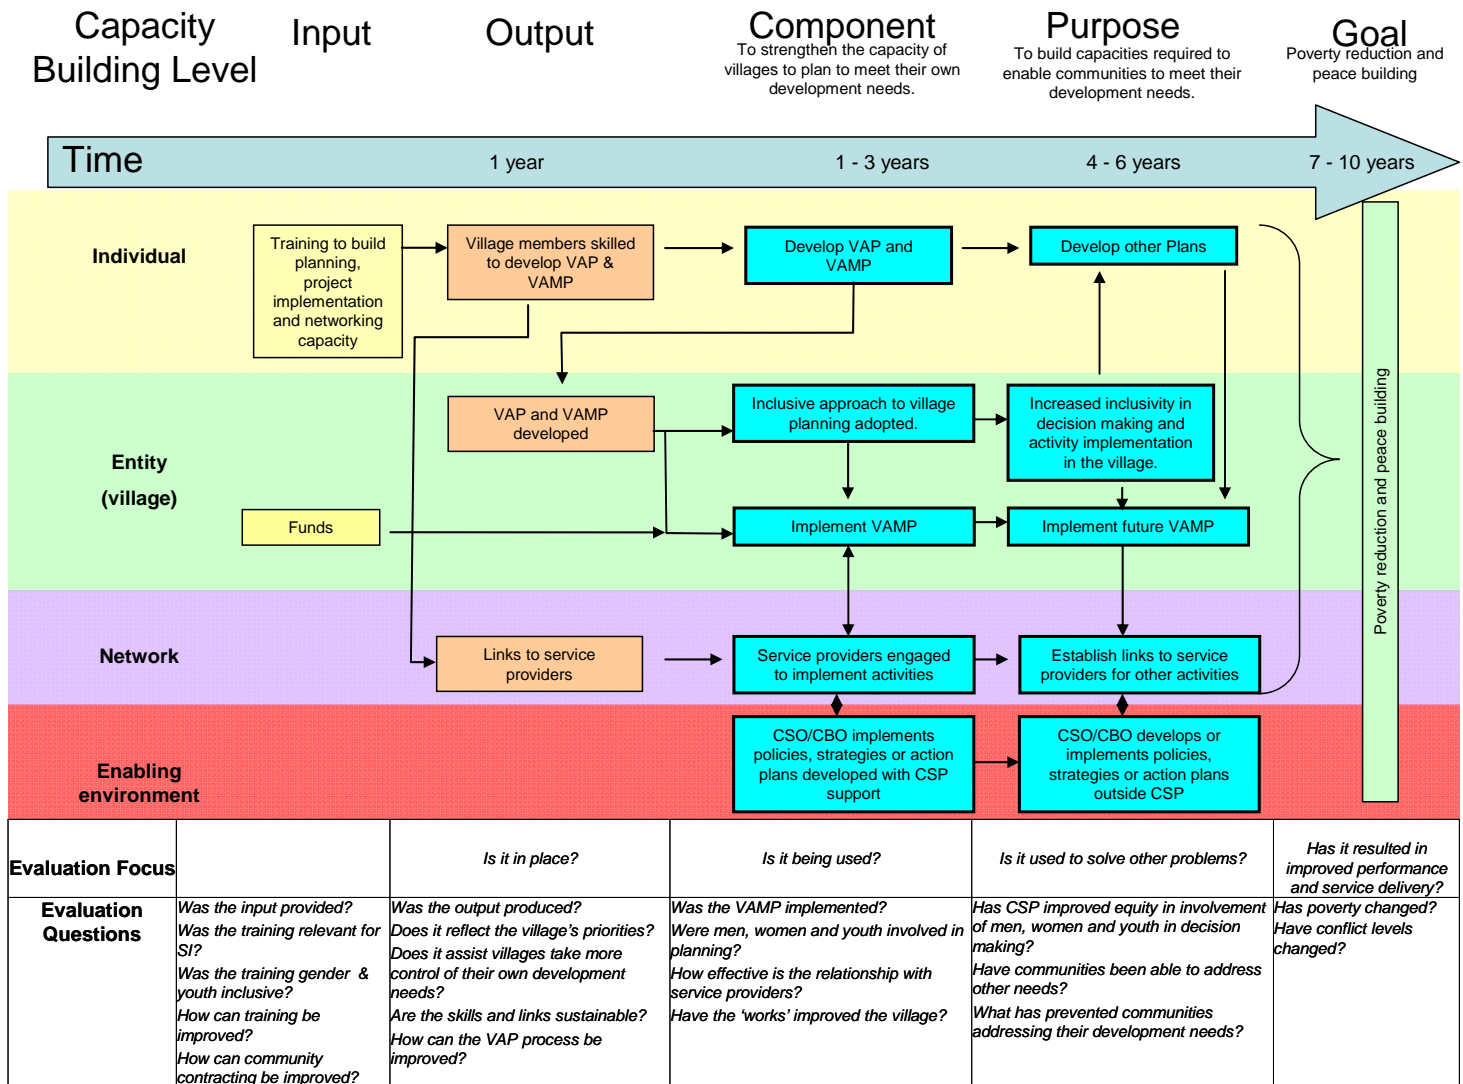 Capacity
Building Level
Input
Output
Component
To strengthen the capacity of
villages to plan to meet their own
development needs.
Purpose
To build capacities required to
enable communities to meet their
development needs.
Goal
Poverty reduction and
peace building
Time
1 year
1 - 3 years
4 - 6 years
7 - 10 years
Individual
Training to build
planning,
project
implementation
and networking
capacity
Village members skilled
to develop VAP &
VAMP
Develop VAP and
VAMP
Develop other Plans
Entity
(village)
VAP and VAMP
developed
Inclusive approach to village
planning adopted.
Increased inclusivity in
decision making and
activity implementation
in the village.
Funds
Implement VAMP
Implement future VAMP
Poverty reduction and peace building
Network
Links to service
providers
Service providers engaged
to implement activities
Establish links to service
providers for other activities
Enabling
environment
CSO/CBO implements
policies, strategies or action
plans developed with CSP
support
CSO/CBO develops or
implements policies,
strategies or action plans
outside CSP
Evaluation Focus
Is it in place?
Is it being used?
Is it used to solve other problems?
Has it resulted in
improved performance
and service delivery?
Evaluation
Questions
Was the input provided?
Was the training relevant for
SI?
Was the training gender & 
youth inclusive?
How can training be
improved?
How can community
contracting be improved?
Was the output produced?
Does it reflect the village's priorities?
Does it assist villages take more
control of their own development
needs?
Are the skills and links sustainable?
How can the VAP process be
improved?
Was the VAMP implemented?
Were men, women and youth involved in
planning?
How effective is the relationship with
service providers?
Have the 'works' improved the village?
Has CSP improved equity in involvement
of men, women and youth in decision
making?
Have communities been able to address
other needs?
What has prevented communities
addressing their development needs?
Has poverty changed?
Have conflict levels
changed?